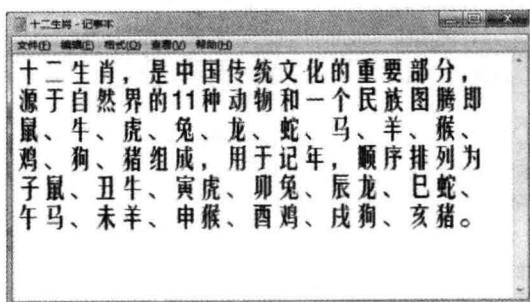 十二生肖 - 记事本
文件(F) 编辑(E) 格式(O) 查看(V) 帮助(H)
十二生肖，是中国传统文化的重要部分，
源于自然界的11种动物和一个民族图腾即
鼠、牛、虎、兔、龙、蛇、马、羊、猴、
鸡、狗、猪组成，用于记年，顺序排列为
子鼠、丑牛、寅虎、卯兔、辰龙、巳蛇、
午马、未羊、申猴、酉鸡、戌狗、亥猪。